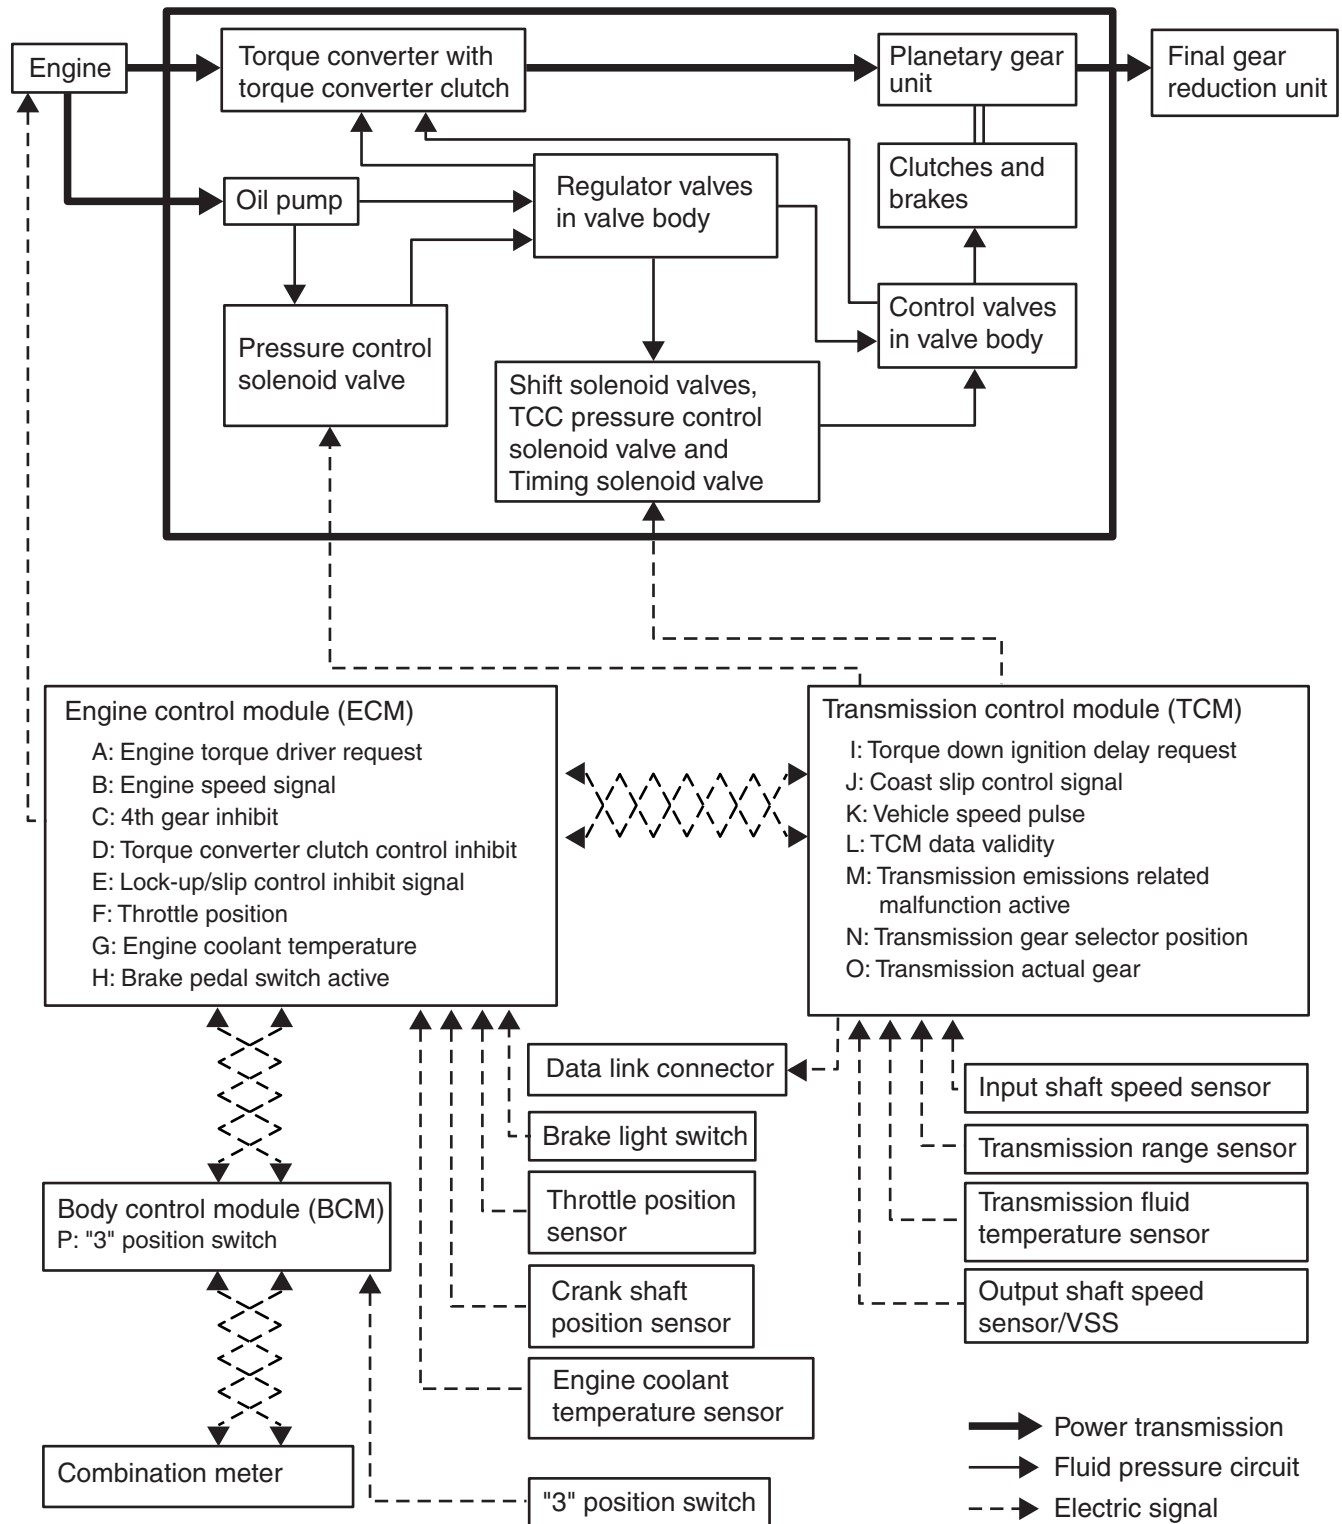 Engine
Torque converter with
torque converter clutch
Planetary gear
unit
Final gear
reduction unit
Oil pump
Regulator valves
in valve body
Clutches and
brakes
Pressure control
solenoid valve
Control valves
in valve body
Shift solenoid valves,
TCC pressure control
solenoid valve and
Timing solenoid valve
Engine control module (ECM)
A: Engine torque driver request
B: Engine speed signal
C: 4th gear inhibit
D: Torque converter clutch control inhibit
E: Lock-up/slip control inhibit signal
F: Throttle position
G: Engine coolant temperature
H: Brake pedal switch active
Transmission control module (TCM)
I: Torque down ignition delay request
J: Coast slip control signal
K: Vehicle speed pulse
L: TCM data validity
M: Transmission emissions related
malfunction active
N: Transmission gear selector position
O: Transmission actual gear
Data link connector
Brake light switch
Throttle position
sensor
Crank shaft
position sensor
Engine coolant
temperature sensor
"3" position switch
Input shaft speed sensor
Transmission range sensor
Transmission fluid
temperature sensor
Output shaft speed
sensor/VSS
Body control module (BCM)
P: "3" position switch
Combination meter
Power transmission
Fluid pressure circuit
Electric signal